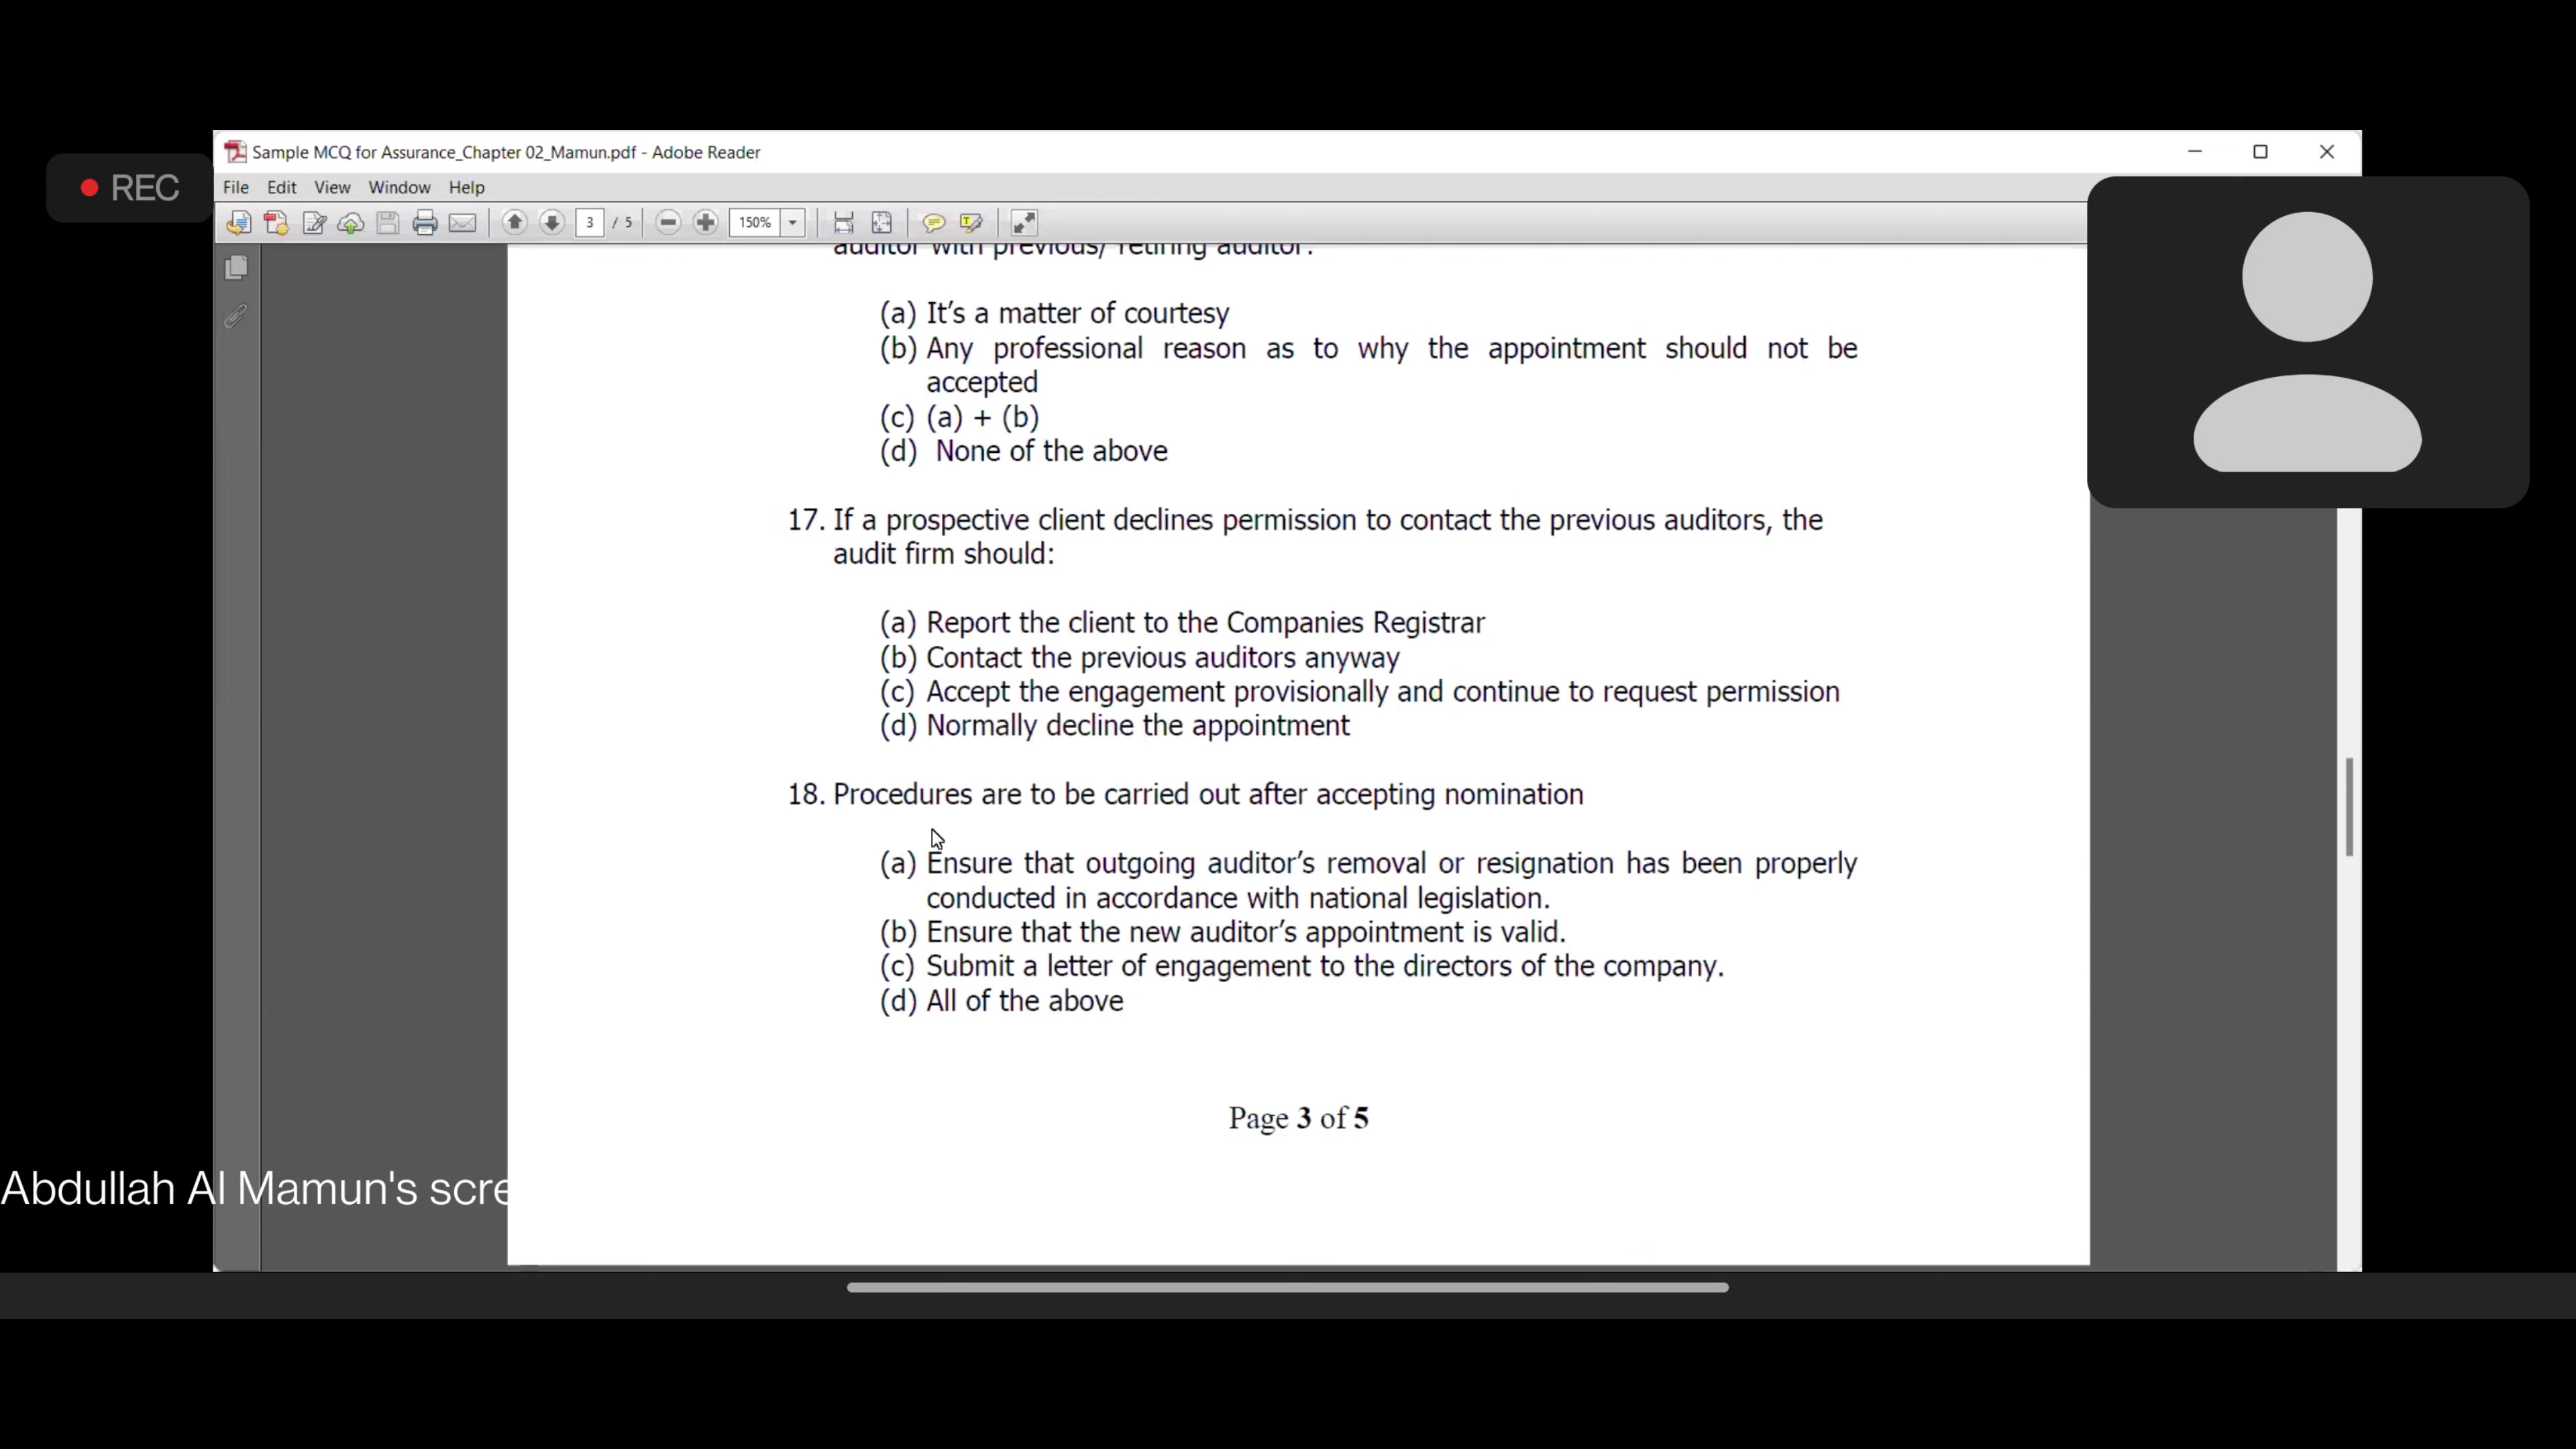 Sample MCQ for Assurance_Chapter 02_Mamun.pdf - Adobe Reader
REC
File Edit View Window Help
3 / 5 150%
auditor with previous/ retiring auditor.
(a) It's a matter of courtesy
(b) Any professional reason as to why the appointment should not be
accepted
(c) (a) + (b)
(d) None of the above
17. If a prospective client declines permission to contact the previous auditors, the
audit firm should:
(a) Report the client to the Companies Registrar
(b) Contact the previous auditors anyway
(c) Accept the engagement provisionally and continue to request permission
(d) Normally decline the appointment
18. Procedures are to be carried out after accepting nomination
(a) Ensure that outgoing auditor's removal or resignation has been properly
conducted in accordance with national legislation.
(b) Ensure that the new auditor's appointment is valid.
(c) Submit a letter of engagement to the directors of the company.
(d) All of the above
Page 3 of 5
Abdullah Al Mamun's scre